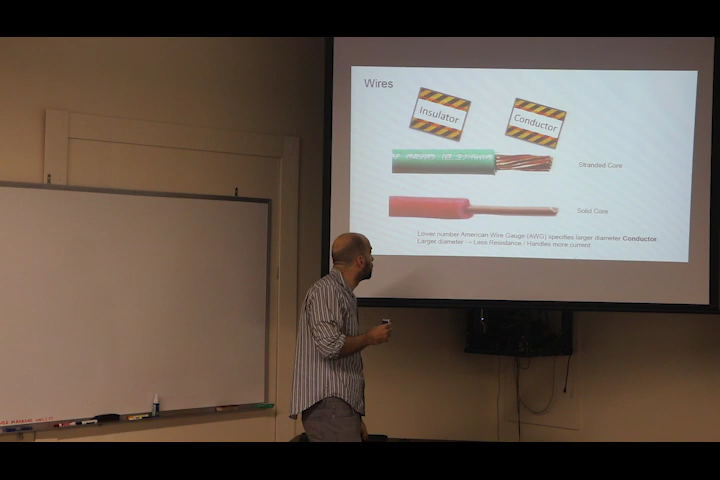 Wires
Insulator
Conductor
Stranded Core
Solid Core
Lower number American Wire Gauge (AWG) specifies larger diameter Conductor.
Larger diameter - - Less Resistance / Handles more current